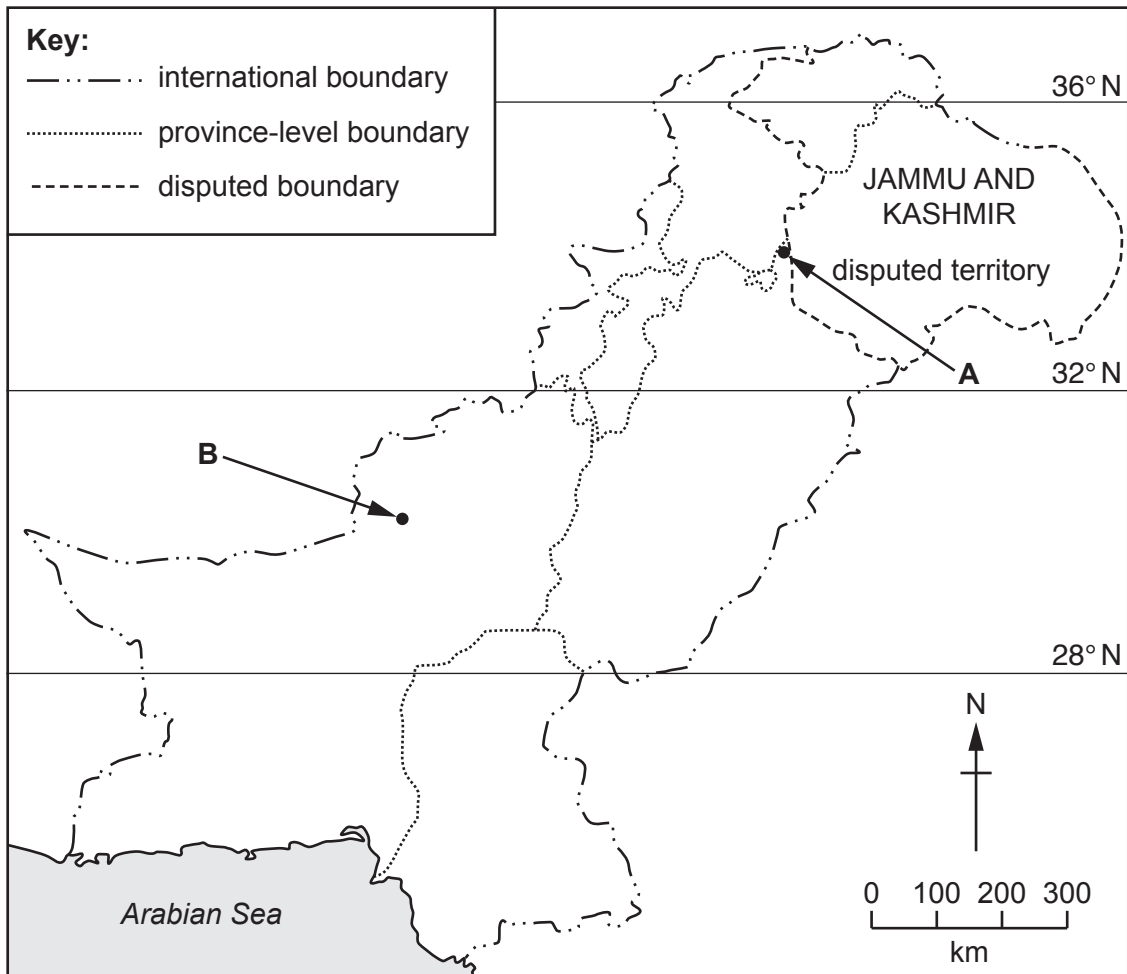 Key:
international boundary
province-level boundary
disputed boundary
36° N
JAMMU AND
KASHMIR
disputed territory
A
32° N
B
28° N
N
0 100 200 300
km
Arabian Sea